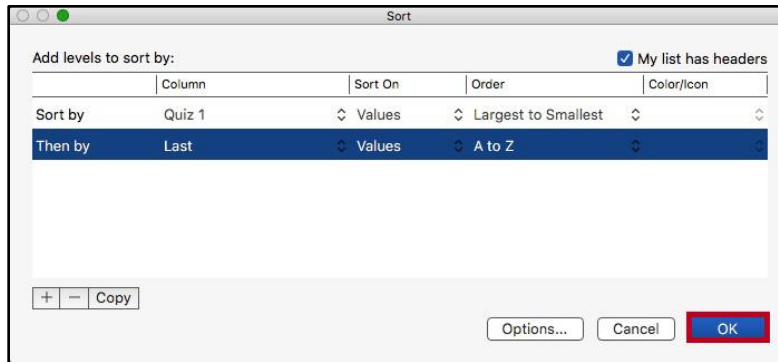 Sort
Add levels to sort by:
My list has headers
Column Sort On Order Color/Icon
Sort by Quiz 1 Values Largest to Smallest
Then by Last Values A to Z
+ − Copy
Options... Cancel OK